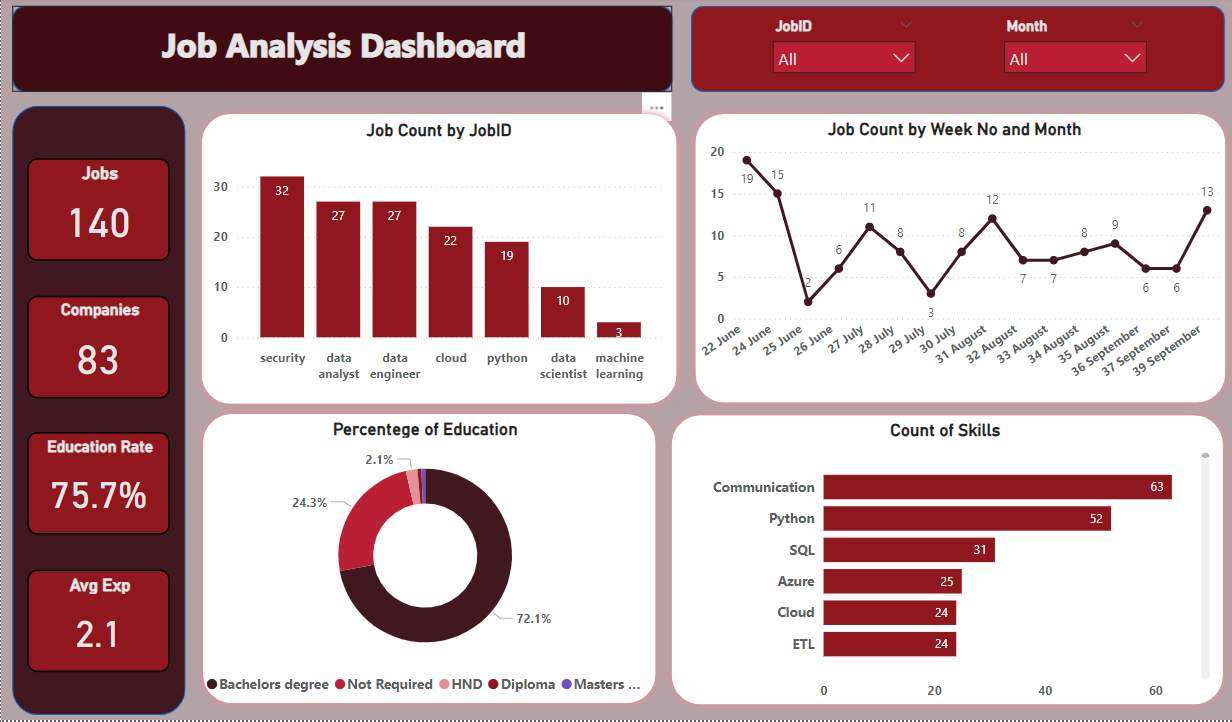 Job Analysis Dashboard
JobID
Month
All
All
Jobs
140
Companies
83
Education Rate
75.7%
Avg Exp
2.1
Job Count by JobID
30
20
10
0
32
27
27
22
19
10
3
security
data analyst
data engineer
cloud
python
data scientist
machine learning
Job Count by Week No and Month
20
15
10
5
0
19
15
2
6
11
8
3
8
12
7
7
8
9
6
6
13
22 June
24 June
25 June
26 June
27 July
28 July
29 July
30 July
31 August
32 August
33 August
34 August
35 August
36 September
37 September
39 September
Percentege of Education
2.1%
24.3%
72.1%
Bachelors degree Not Required HND Diploma Masters ...
Count of Skills
Communication 63
Python 52
SQL 31
Azure 25
Cloud 24
ETL 24
0 20 40 60